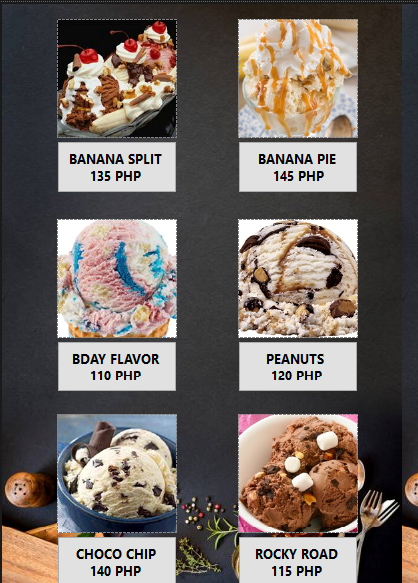 BANANA SPLIT
135 PHP
BANANA PIE
145 PHP
BDAY FLAVOR
110 PHP
PEANUTS
120 PHP
CHOCO CHIP
140 PHP
ROCKY ROAD
115 PHP